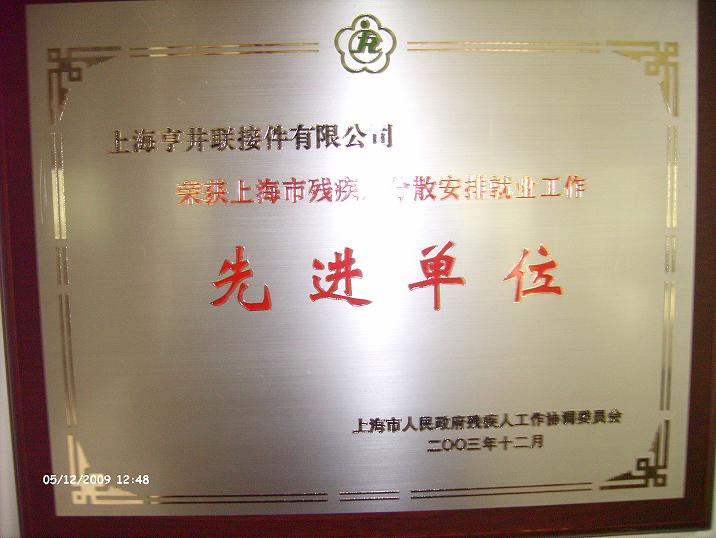 上海亨井联接件有限公司
荣获上海市残疾人分散安排就业工作
先进单位
上海市人民政府残疾人工作协调委员会
二〇〇三年十二月
05/12/2009 12:48